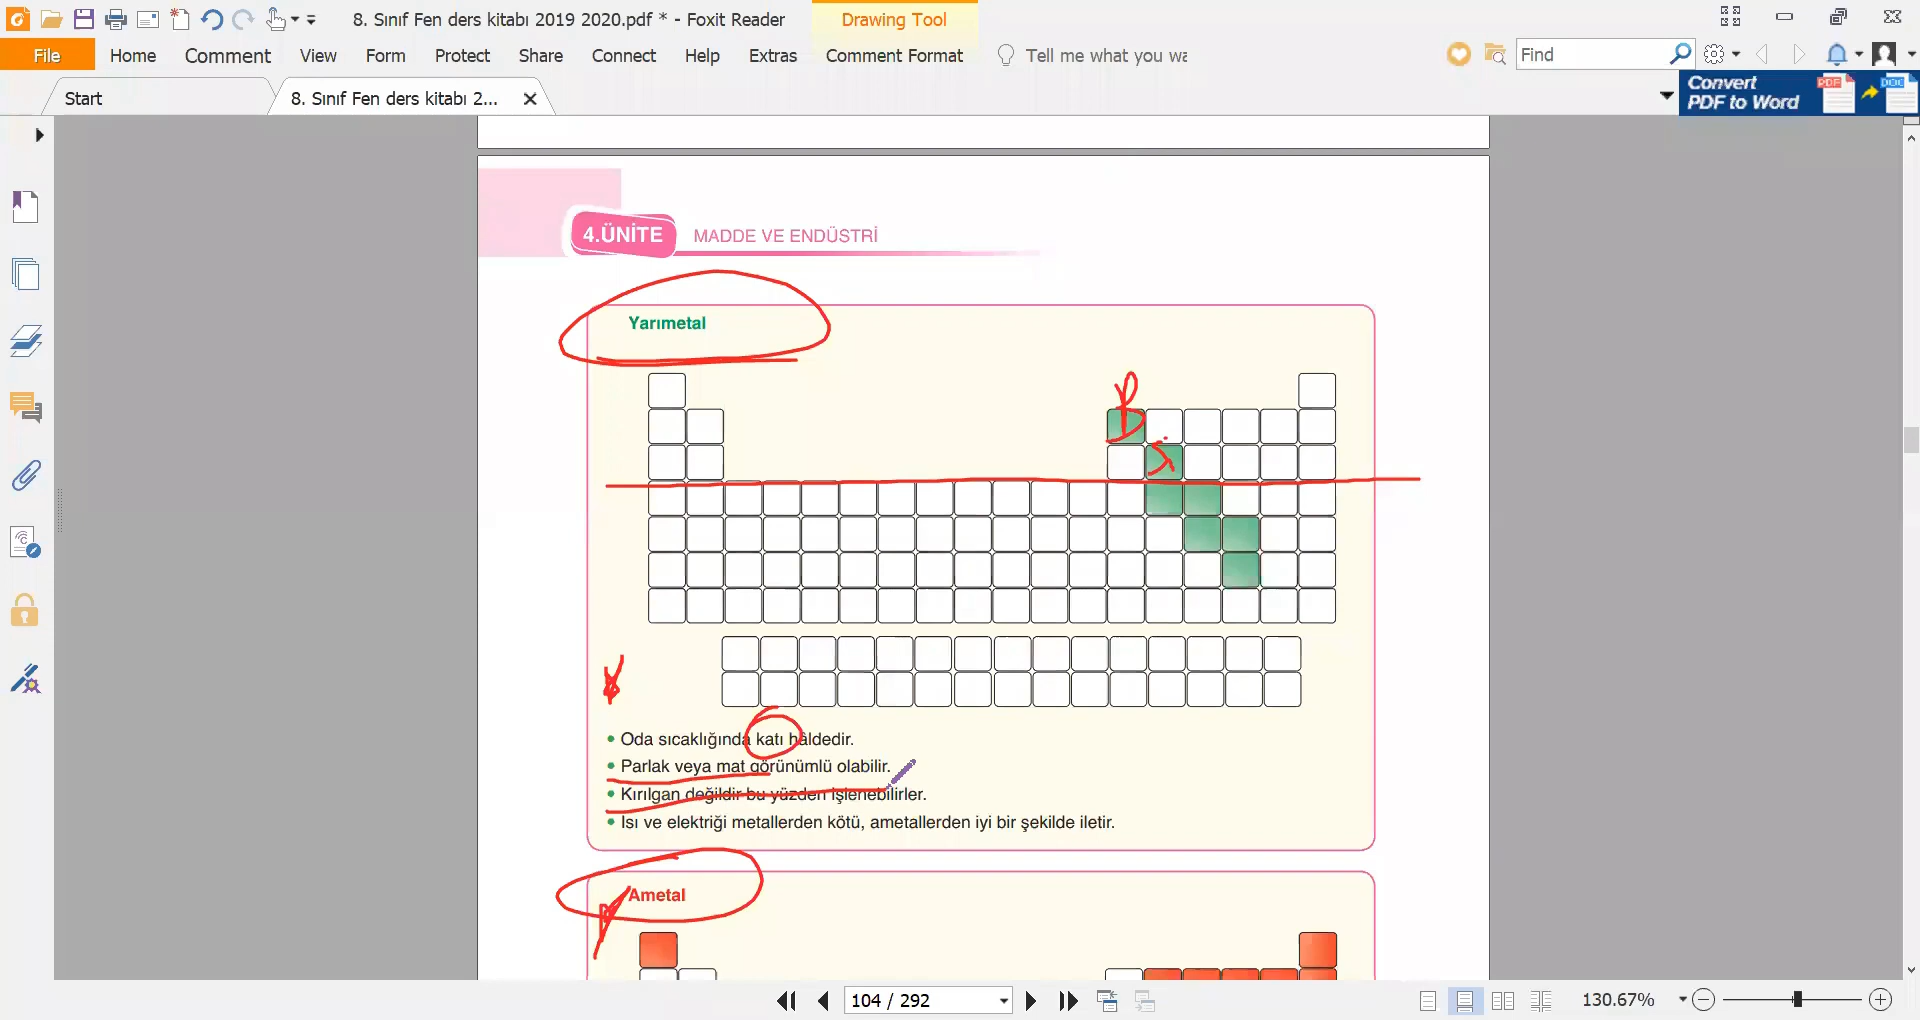 8. Sınıf Fen ders kitabı 2019 2020.pdf * - Foxit Reader
Drawing Tool
File Home Comment View Form Protect Share Connect Help Extras Comment Format Tell me what you wa
Find
Start
8. Sınıf Fen ders kitabı 2...
Convert
PDF to Word
PDF
DOC
4.ÜNİTE
MADDE VE ENDÜSTRİ
Yarımetal
B
Si
• Oda sıcaklığında katı hâldedir.
• Parlak veya mat görünümlü olabilir.
• Kırılgan değildir bu yüzden işlenebilirler.
• Isı ve elektriği metallerden kötü, ametallerden iyi bir şekilde iletir.
Ametal
104 / 292
130.67%